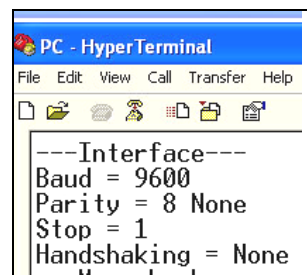 PC - HyperTerminal
File Edit View Call Transfer Help
---Interface---
Baud = 9600
Parity = 8 None
Stop = 1
Handshaking = None